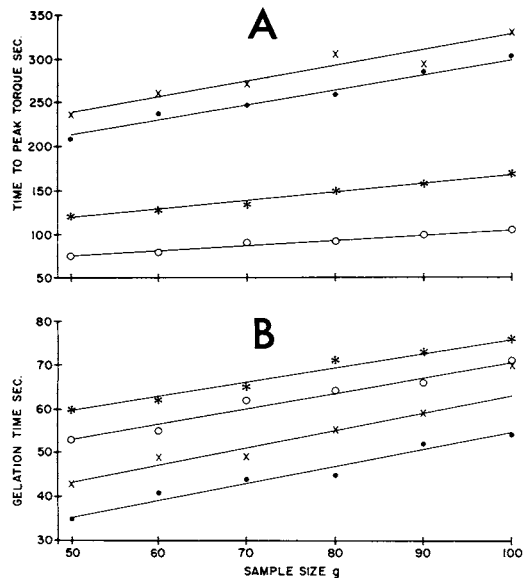 A
TIME TO PEAK TORQUE SEC.
350
300
250
200
150
100
50
B
GELATION TIME SEC.
80
70
60
50
40
30
50 60 70 80 90 100
SAMPLE SIZE g